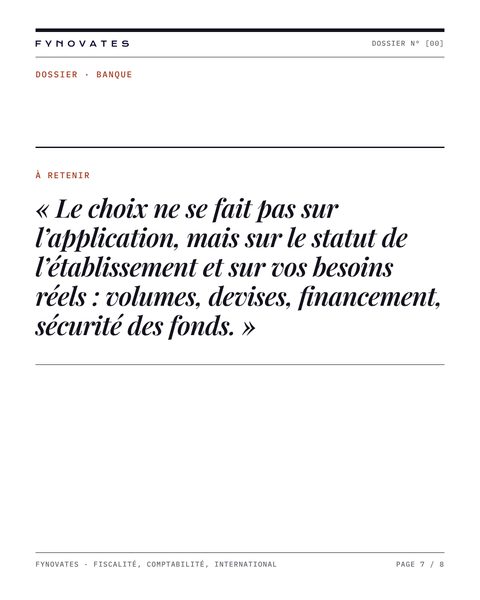 FYNOVATES
DOSSIER N° [00]
DOSSIER · BANQUE
À RETENIR
« Le choix ne se fait pas sur
l’application, mais sur le statut de
l’établissement et sur vos besoins
réels : volumes, devises, financement,
sécurité des fonds. »
FYNOVATES · FISCALITÉ, COMPTABILITÉ, INTERNATIONAL
PAGE 7 / 8